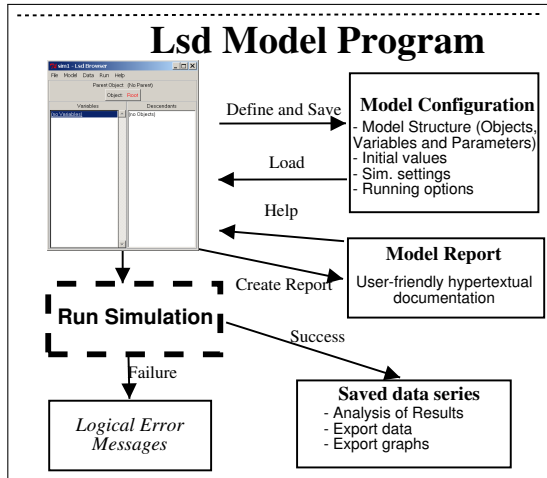 Lsd Model Program
sim1 - Lsd Browser
File Model Data Run Help
Parent Object: (No Parent)
Object: Root
Variables Descendants
(no Variables) (no Objects)
Define and Save
Load
Help
Create Report
Model Configuration
- Model Structure (Objects,
Variables and Parameters)
- Initial values
- Sim. settings
- Running options
Model Report
User-friendly hypertextual
documentation
Run Simulation
Success
Failure
Logical Error
Messages
Saved data series
- Analysis of Results
- Export data
- Export graphs